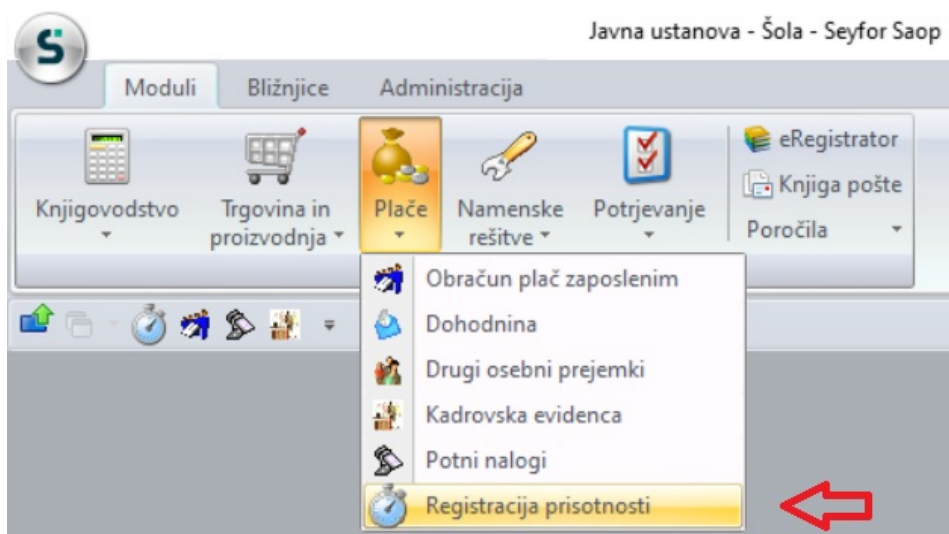 Javna ustanova - Šola - Seyfor Saop
Moduli Bližnjice Administracija
Knjigovodstvo
Trgovina in
proizvodnja
Plače
Namenske
rešitve
Potrjevanje
eRegistrator
Knjiga pošte
Poročila
Obračun plač zaposlenim
Dohodnina
Drugi osebni prejemki
Kadrovska evidenca
Potni nalogi
Registracija prisotnosti